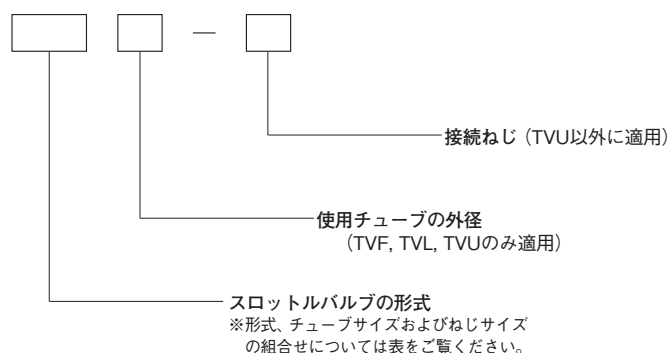 —
接続ねじ（TVU以外に適用）
使用チューブの外径
（TVF, TVL, TVUのみ適用）
スロットルバルブの形式
※形式、チューブサイズおよびねじサイズ
の組合せについては表をご覧ください。